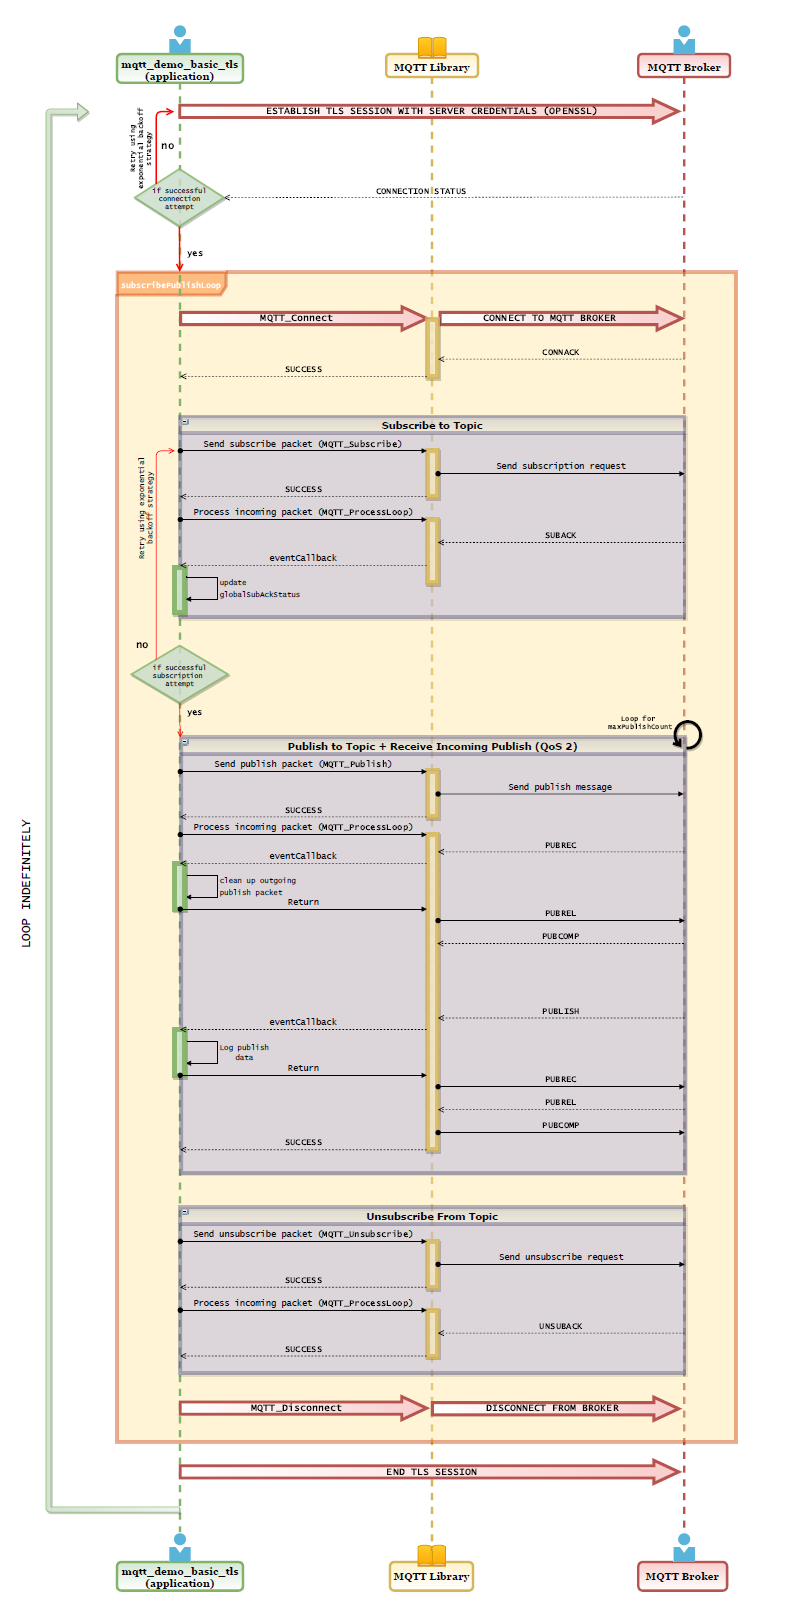 mqtt_demo_basic_tls
(application)
MQTT Library
MQTT Broker
ESTABLISH TLS SESSION WITH SERVER CREDENTIALS (OPENSSL)
Retry using
exponential backoff
strategy
no
if successful
connection
attempt
CONNECTION STATUS
yes
subscribePublishLoop
MQTT_Connect
CONNECT TO MQTT BROKER
CONNACK
SUCCESS
Subscribe to Topic
Send subscribe packet (MQTT_Subscribe)
Send subscription request
SUCCESS
Process incoming packet (MQTT_ProcessLoop)
SUBACK
eventCallback
update
globalSubAckStatus
Retry using exponential
backoff strategy
no
if successful
subscription
attempt
yes
Loop for
maxPublishCount
Publish to Topic + Receive Incoming Publish (QoS 2)
Send publish packet (MQTT_Publish)
Send publish message
SUCCESS
Process incoming packet (MQTT_ProcessLoop)
PUBREC
eventCallback
clean up outgoing
publish packet
Return
PUBREL
PUBCOMP
PUBLISH
eventCallback
Log publish
data
Return
PUBREC
PUBREL
PUBCOMP
SUCCESS
LOOP INDEFINITELY
Unsubscribe From Topic
Send unsubscribe packet (MQTT_Unsubscribe)
Send unsubscribe request
SUCCESS
Process incoming packet (MQTT_ProcessLoop)
UNSUBACK
SUCCESS
MQTT_Disconnect
DISCONNECT FROM BROKER
END TLS SESSION
mqtt_demo_basic_tls
(application)
MQTT Library
MQTT Broker